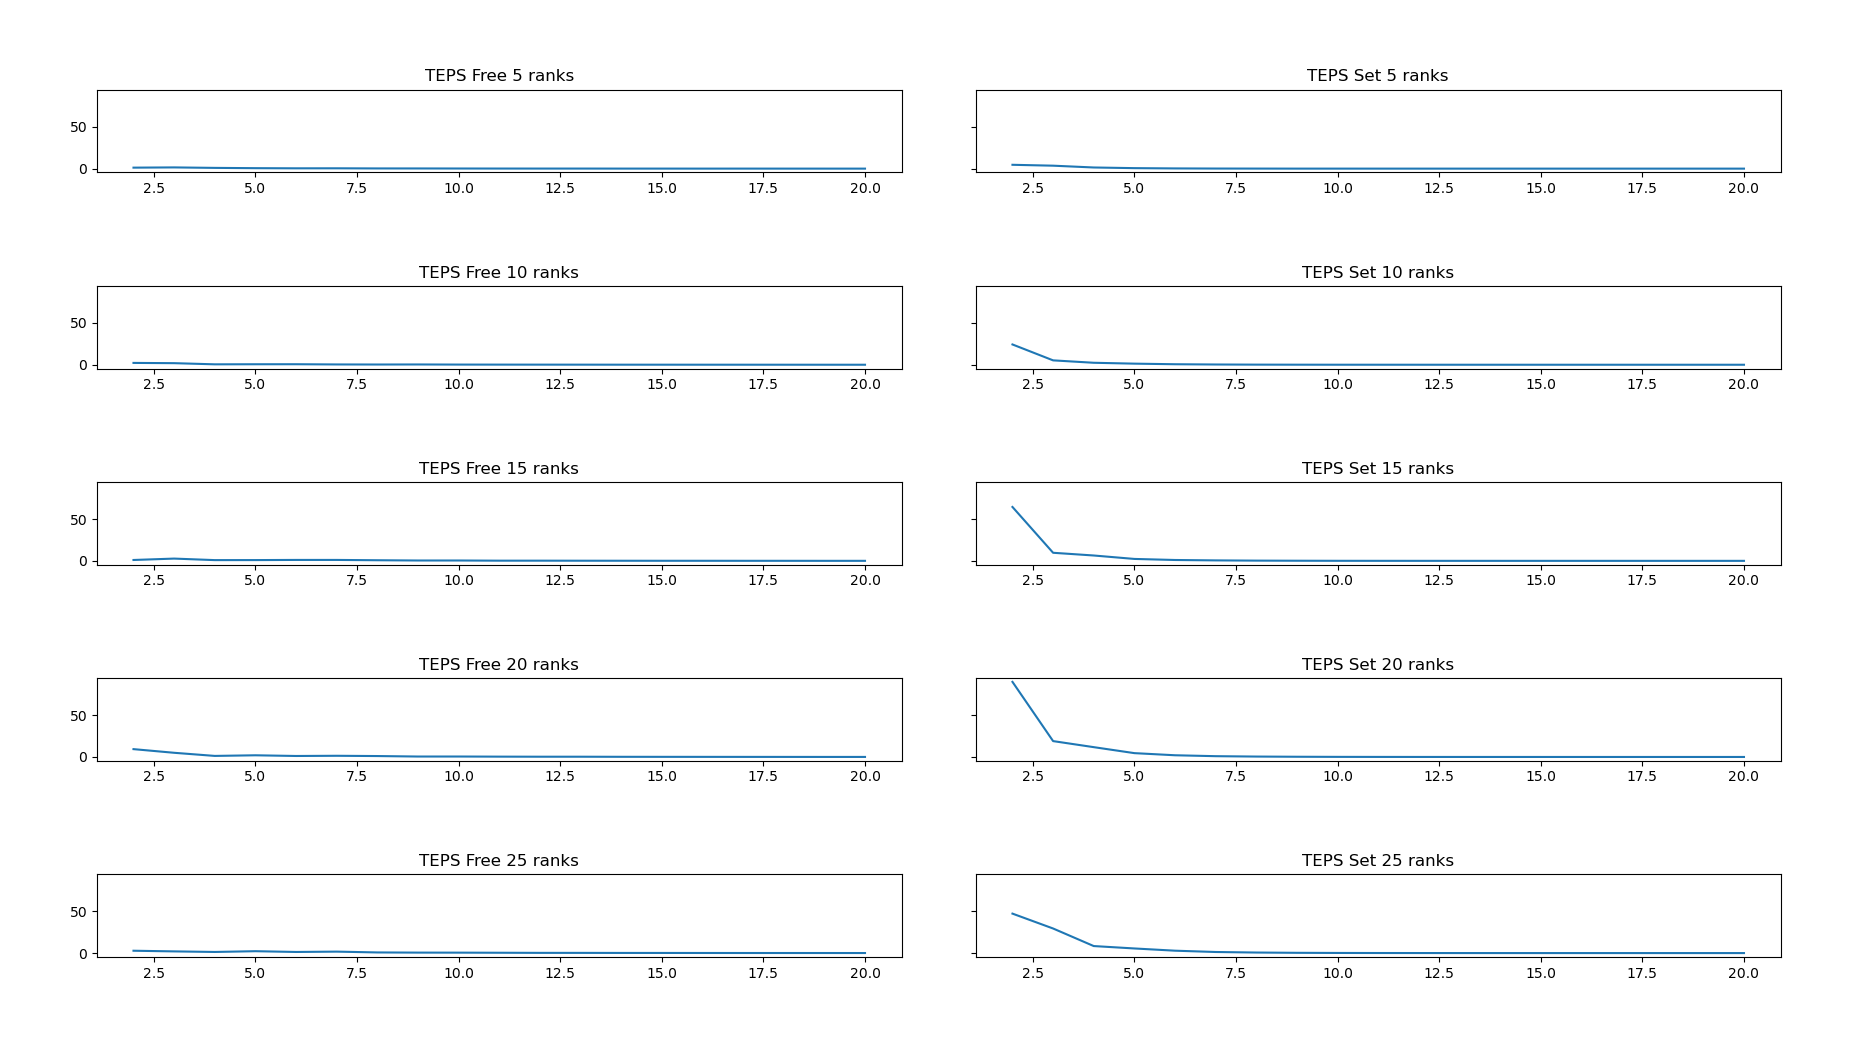 TEPS Free 5 ranks
TEPS Set 5 ranks
50
0
2.5 5.0 7.5 10.0 12.5 15.0 17.5 20.0
2.5 5.0 7.5 10.0 12.5 15.0 17.5 20.0
TEPS Free 10 ranks
TEPS Set 10 ranks
50
0
2.5 5.0 7.5 10.0 12.5 15.0 17.5 20.0
2.5 5.0 7.5 10.0 12.5 15.0 17.5 20.0
TEPS Free 15 ranks
TEPS Set 15 ranks
50
0
2.5 5.0 7.5 10.0 12.5 15.0 17.5 20.0
2.5 5.0 7.5 10.0 12.5 15.0 17.5 20.0
TEPS Free 20 ranks
TEPS Set 20 ranks
50
0
2.5 5.0 7.5 10.0 12.5 15.0 17.5 20.0
2.5 5.0 7.5 10.0 12.5 15.0 17.5 20.0
TEPS Free 25 ranks
TEPS Set 25 ranks
50
0
2.5 5.0 7.5 10.0 12.5 15.0 17.5 20.0
2.5 5.0 7.5 10.0 12.5 15.0 17.5 20.0